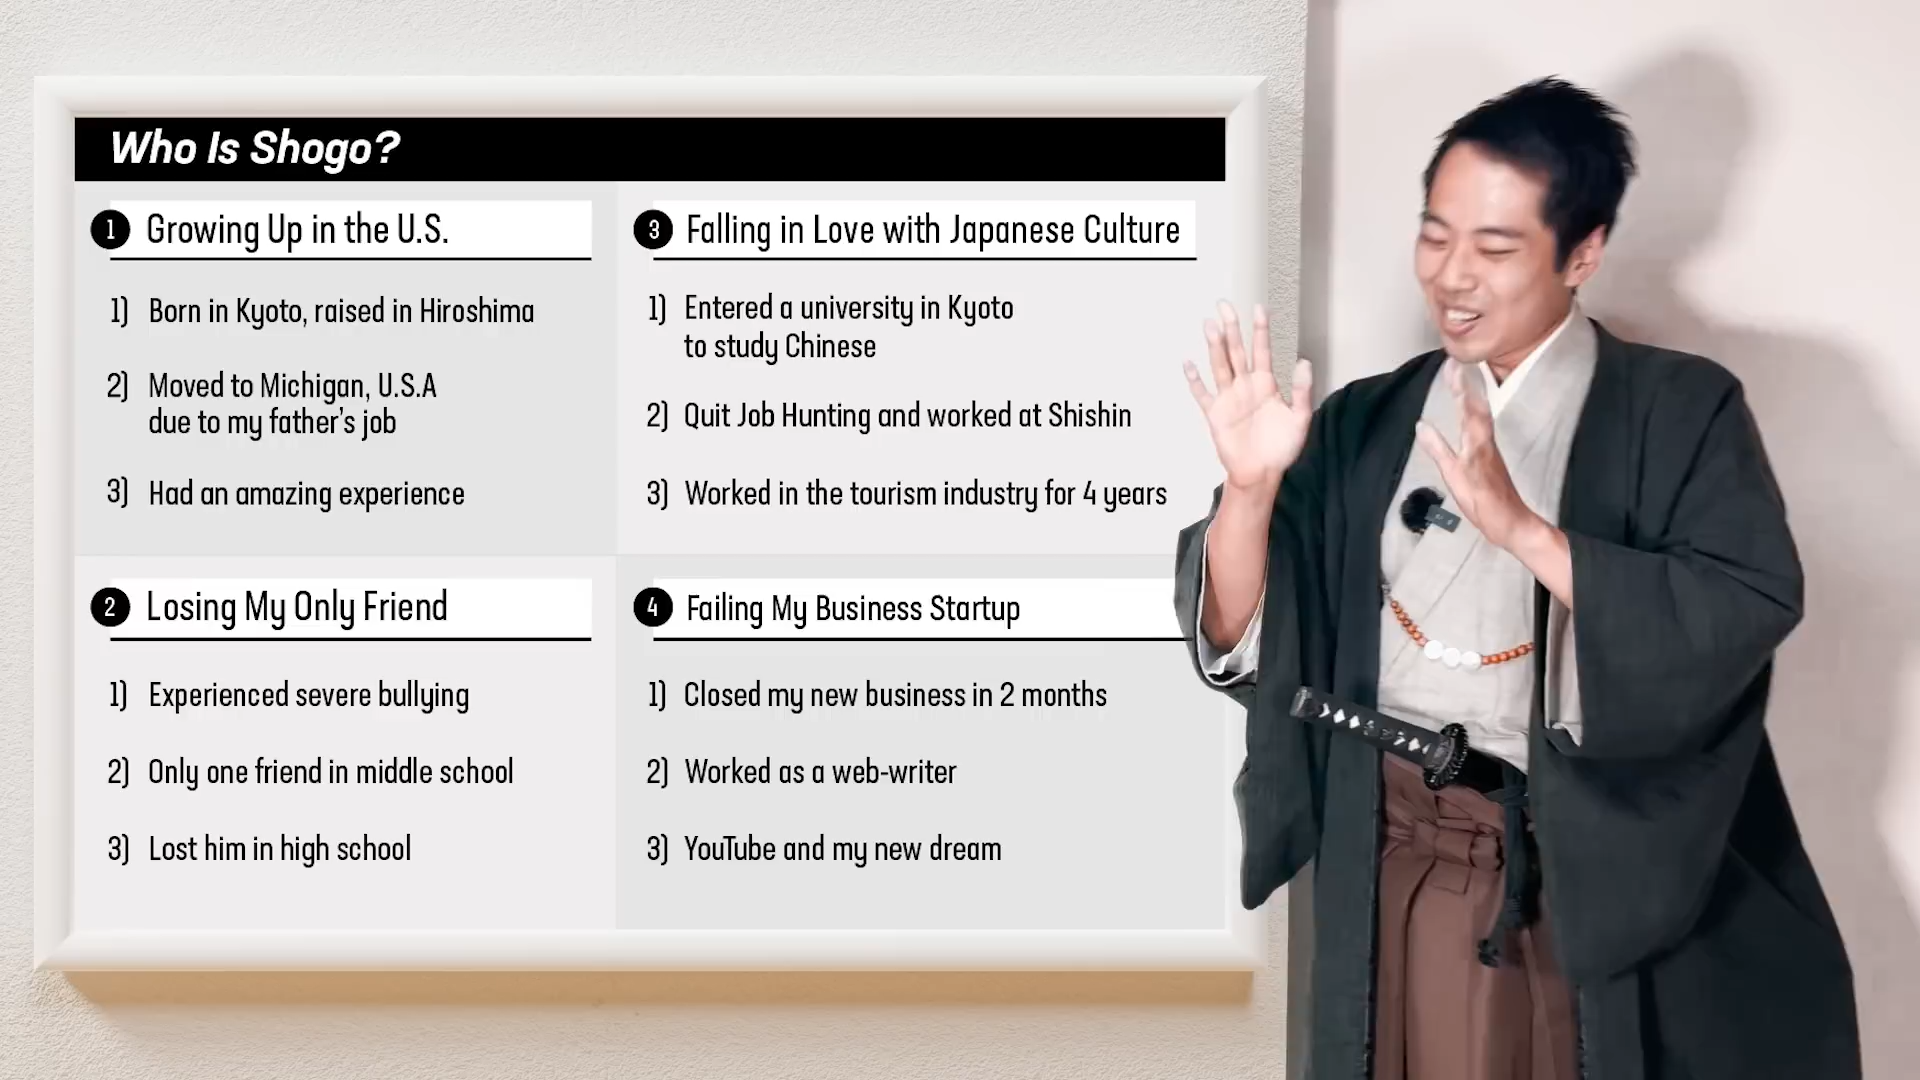 Who Is Shogo?
1 Growing Up in the U.S.
1) Born in Kyoto, raised in Hiroshima
2) Moved to Michigan, U.S.A
due to my father's job
3) Had an amazing experience
2 Losing My Only Friend
1) Experienced severe bullying
2) Only one friend in middle school
3) Lost him in high school
3 Falling in Love with Japanese Culture
1) Entered a university in Kyoto
to study Chinese
2) Quit Job Hunting and worked at Shishin
3) Worked in the tourism industry for 4 years
4 Failing My Business Startup
1) Closed my new business in 2 months
2) Worked as a web-writer
3) YouTube and my new dream